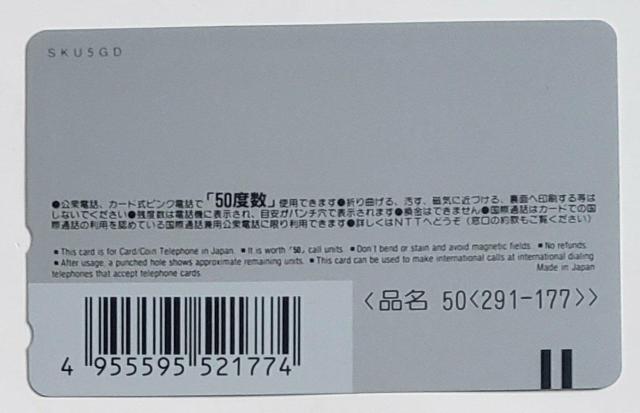 SKU5GD
●公衆電話、カード式ピンク電話で「50度数」使用できます●折り曲げる、汚す、磁気に近づける、裏面へ印刷する等は
しないでください●残度数は電話機に表示され、目安がパンチ穴で表示されます●換金はできません●国際通話はカードでの国
際通話の利用を認めている国際通話兼用公衆電話に限り利用できます●詳しくはNTTへどうぞ(窓口の約款もご覧ください)
■ This card is for Card/Coin Telephone in Japan. ■ It is worth「50」call units. ■ Don't bend or stain and avoid magnetic fields. ■ No refunds.
■ After usage, a punched hole shows approximate remaining units. ■ This card can be used to make international calls at international dialing
telephones that accept telephone cards.
Made in Japan
<品名 50<291-177>>
4 955595 521774